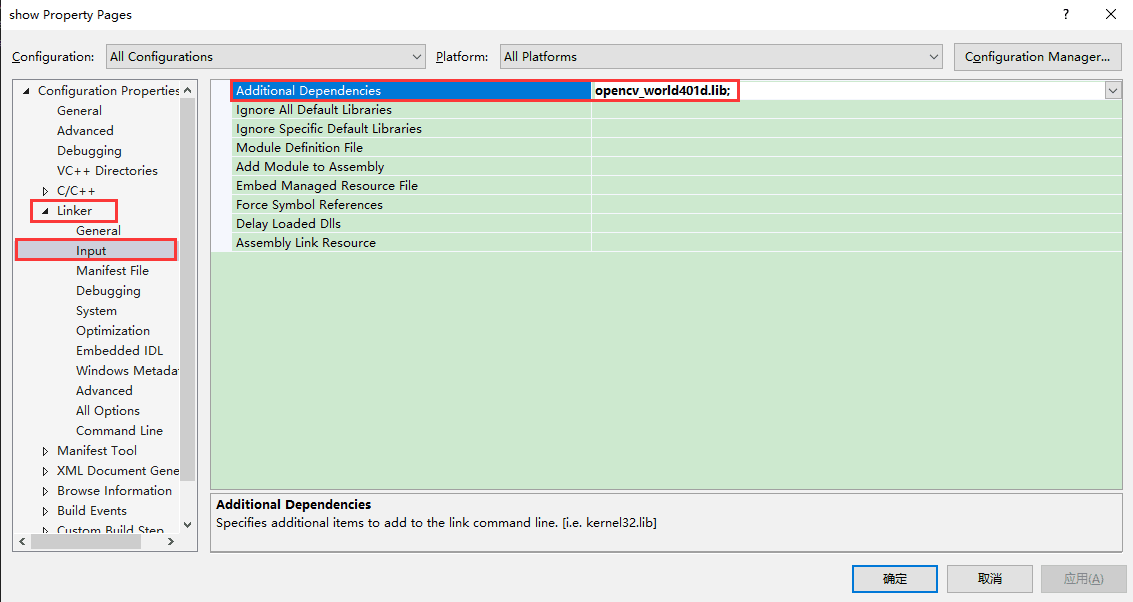 show Property Pages
?
Configuration: All Configurations Platform: All Platforms Configuration Manager...
Configuration Properties
General
Advanced
Debugging
VC++ Directories
C/C++
Linker
General
Input
Manifest File
Debugging
System
Optimization
Embedded IDL
Windows Metada
Advanced
All Options
Command Line
Manifest Tool
XML Document Gene
Browse Information
Build Events
Custom Build Step
Additional Dependencies opencv_world401d.lib;
Ignore All Default Libraries
Ignore Specific Default Libraries
Module Definition File
Add Module to Assembly
Embed Managed Resource File
Force Symbol References
Delay Loaded Dlls
Assembly Link Resource
Additional Dependencies
Specifies additional items to add to the link command line. [i.e. kernel32.lib]
确定 取消 应用(A)